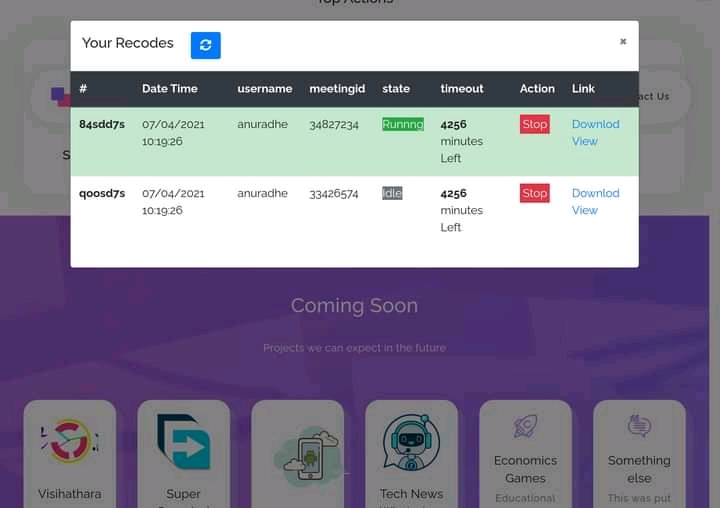 Top Actions
Your Recodes
×
# Date Time username meetingid state timeout Action Link
84sdd7s 07/04/2021 anuradhe 34827234 Runnng 4256 Stop Downlod
10:19:26 minutes View
Left
qoosd7s 07/04/2021 anuradhe 33426574 Idle 4256 Stop Downlod
10:19:26 minutes View
Left
act Us
S
Coming Soon
Projects we can expect in the future
Visihathara
Super
Tech News
Economics
Games
Educational
Something
else
This was put